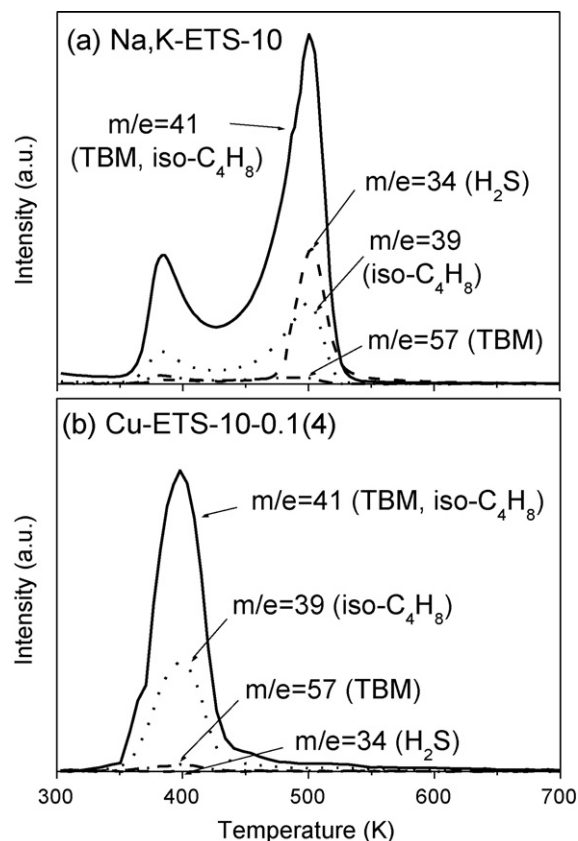 (a) Na,K-ETS-10
m/e=41
(TBM, iso-C₄H₈)
m/e=34 (H₂S)
m/e=39
(iso-C₄H₈)
m/e=57 (TBM)
Intensity (a.u.)
(b) Cu-ETS-10-0.1(4)
m/e=41 (TBM, iso-C₄H₈)
m/e=39 (iso-C₄H₈)
m/e=57 (TBM)
m/e=34 (H₂S)
Intensity (a.u.)
300 400 500 600 700
Temperature (K)